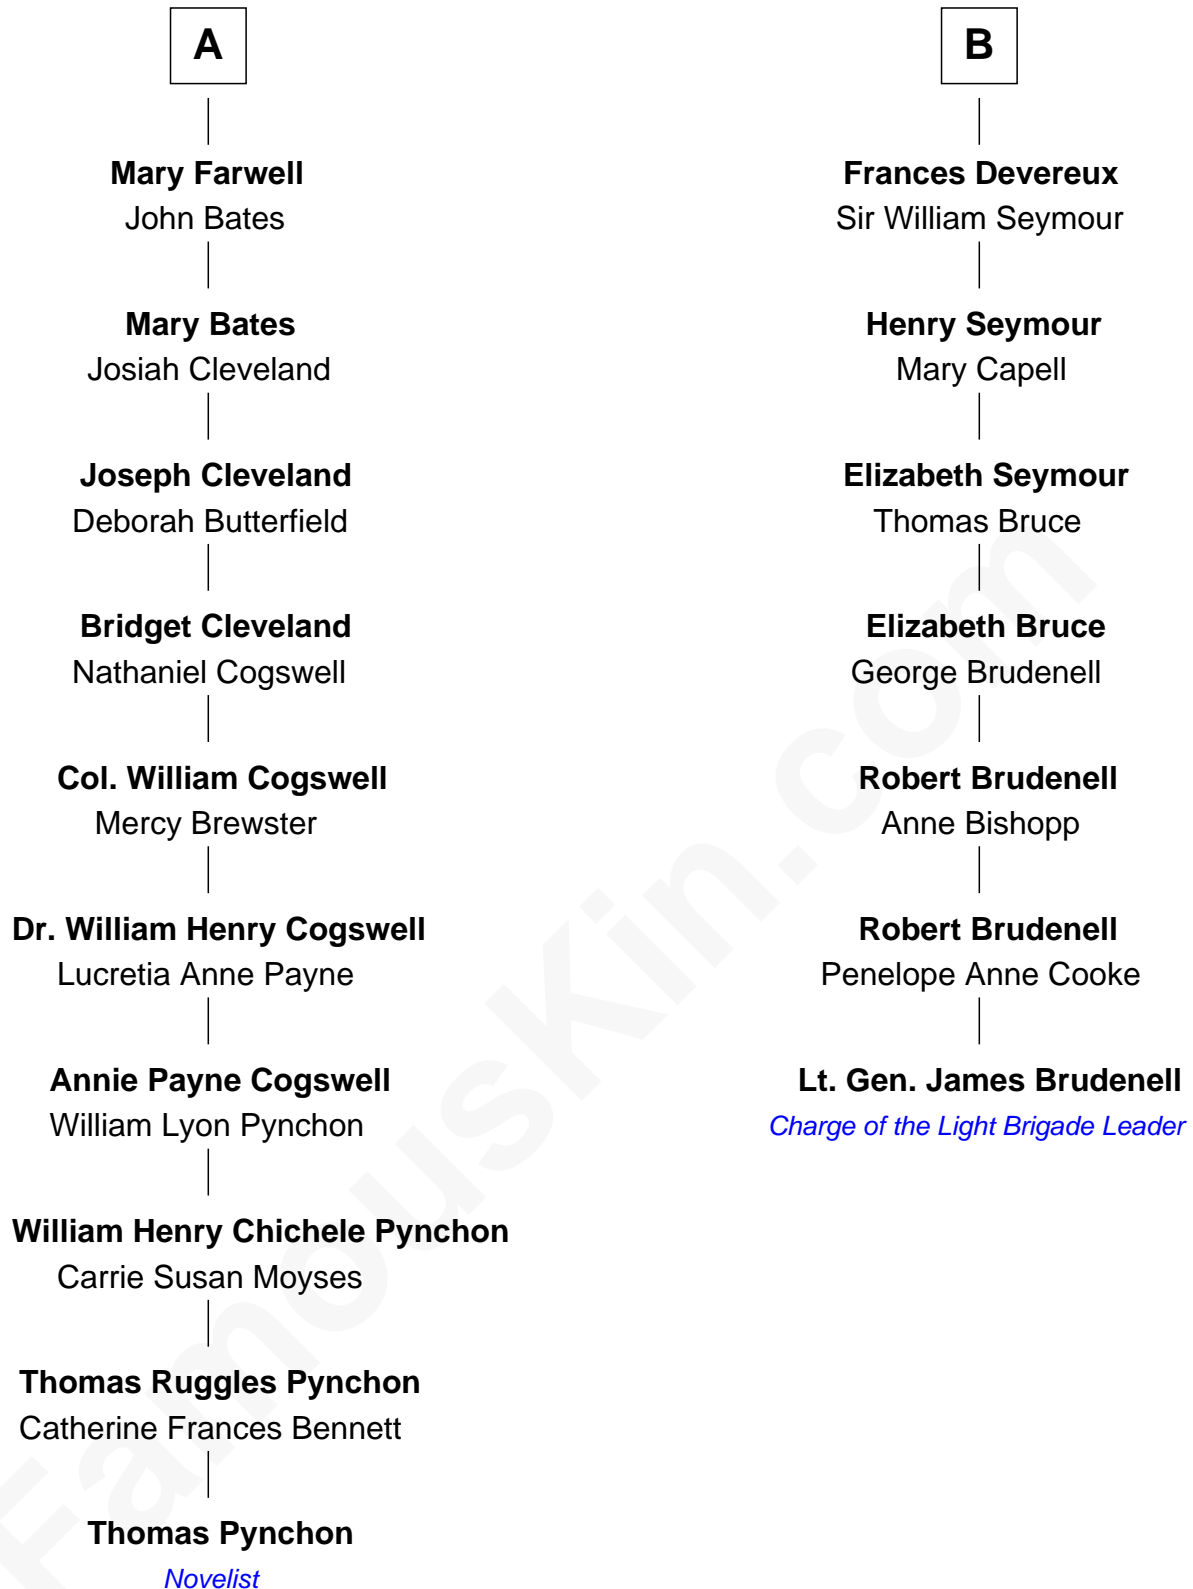 A
Mary Farwell
John Bates
Mary Bates
Josiah Cleveland
Joseph Cleveland
Deborah Butterfield
Bridget Cleveland
Nathaniel Cogswell
Col. William Cogswell
Mercy Brewster
Dr. William Henry Cogswell
Lucretia Anne Payne
Annie Payne Cogswell
William Lyon Pynchon
William Henry Chichele Pynchon
Carrie Susan Moyses
Thomas Ruggles Pynchon
Catherine Frances Bennett
Thomas Pynchon
Novelist
B
Frances Devereux
Sir William Seymour
Henry Seymour
Mary Capell
Elizabeth Seymour
Thomas Bruce
Elizabeth Bruce
George Brudenell
Robert Brudenell
Anne Bishopp
Robert Brudenell
Penelope Anne Cooke
Lt. Gen. James Brudenell
Charge of the Light Brigade Leader
FamousKin.com